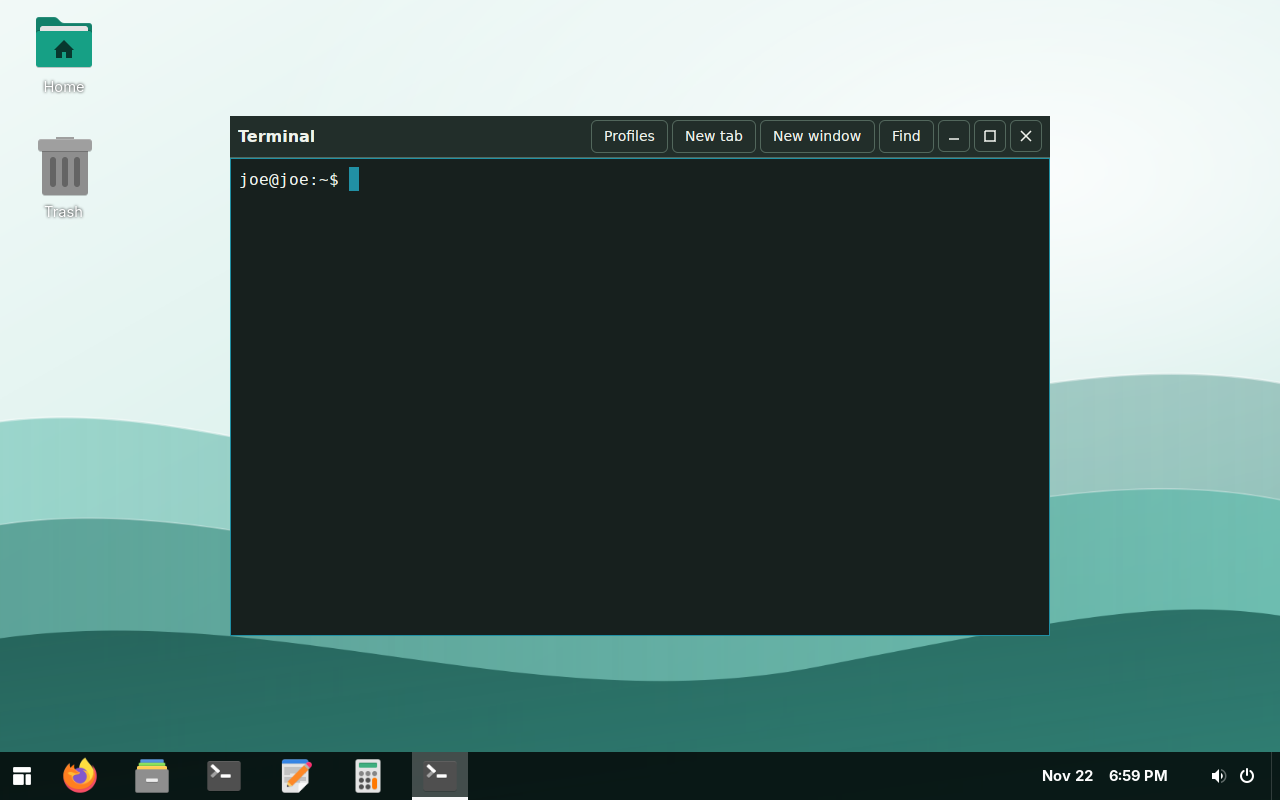 Home
Trash
Terminal
Profiles
New tab
New window
Find
joe@joe:~$
Nov 22 6:59 PM